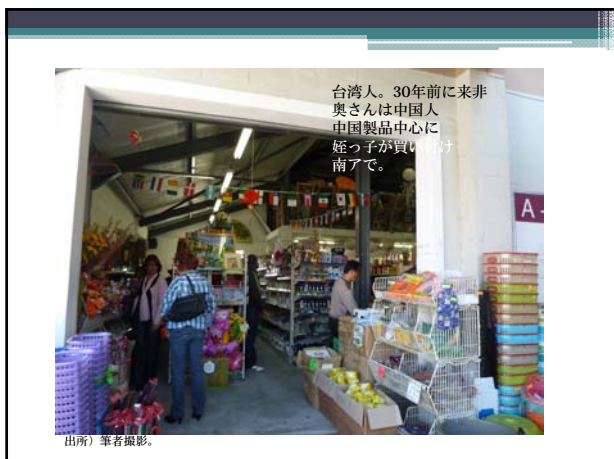 台湾人。30年前に来非
奥さんは中国人
中国製品中心に
姪っ子が買い付け
南アで。
A
出所）筆者撮影。